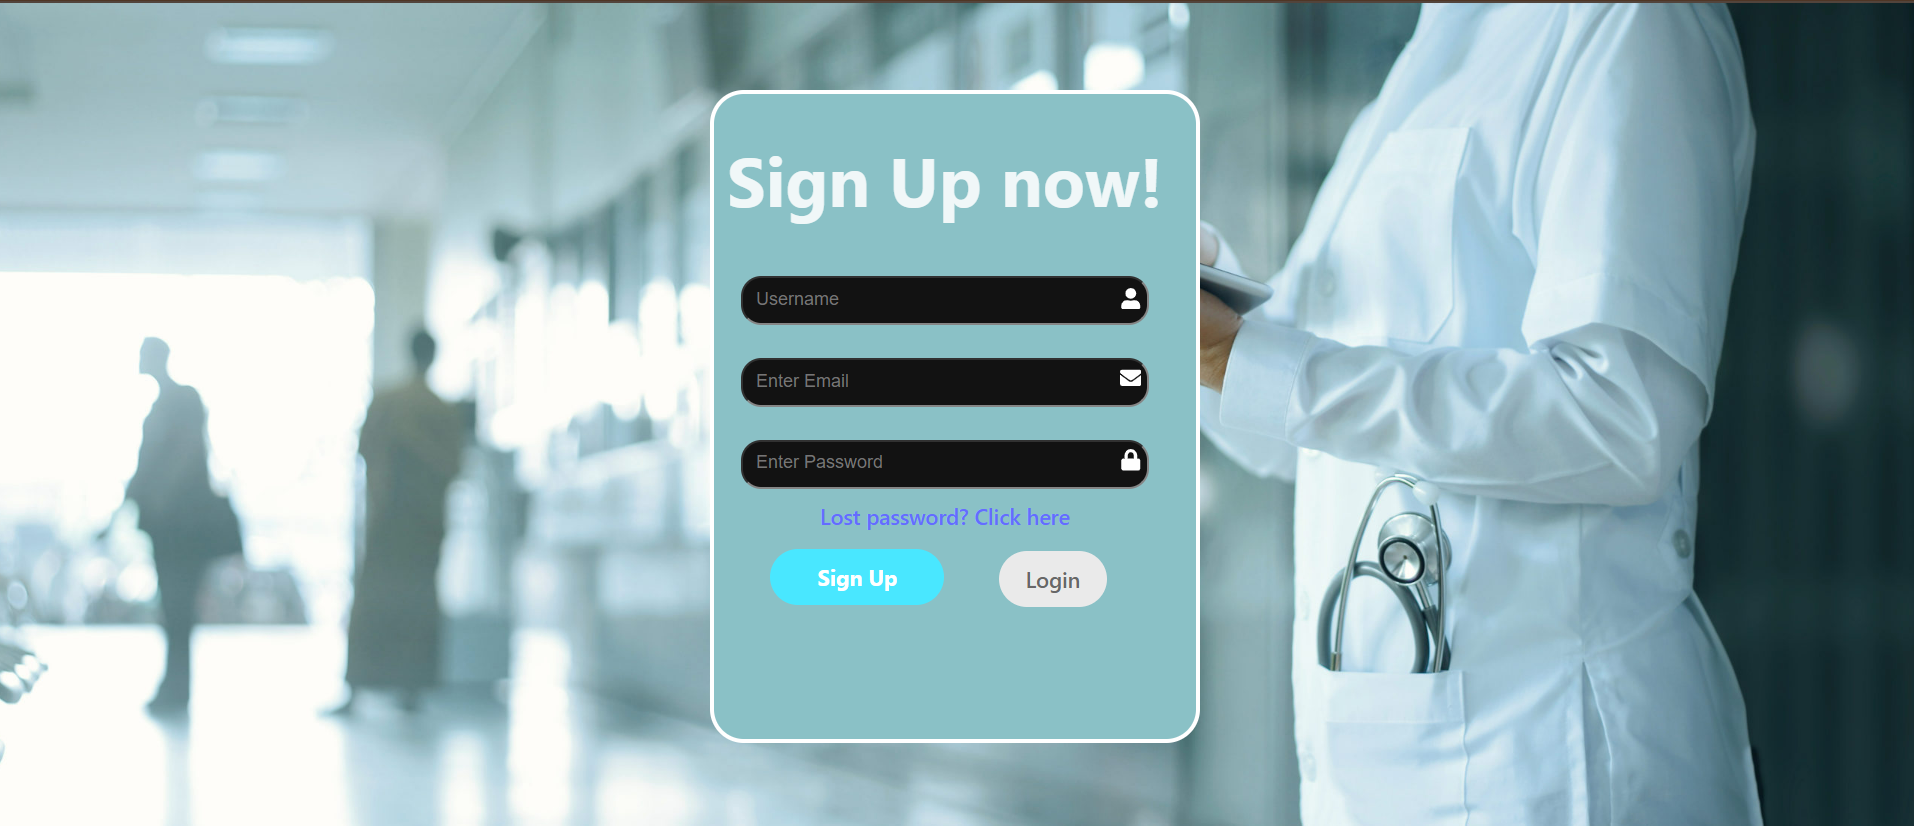 Sign Up now!
Username
Enter Email
Enter Password
Lost password? Click here
Sign Up
Login